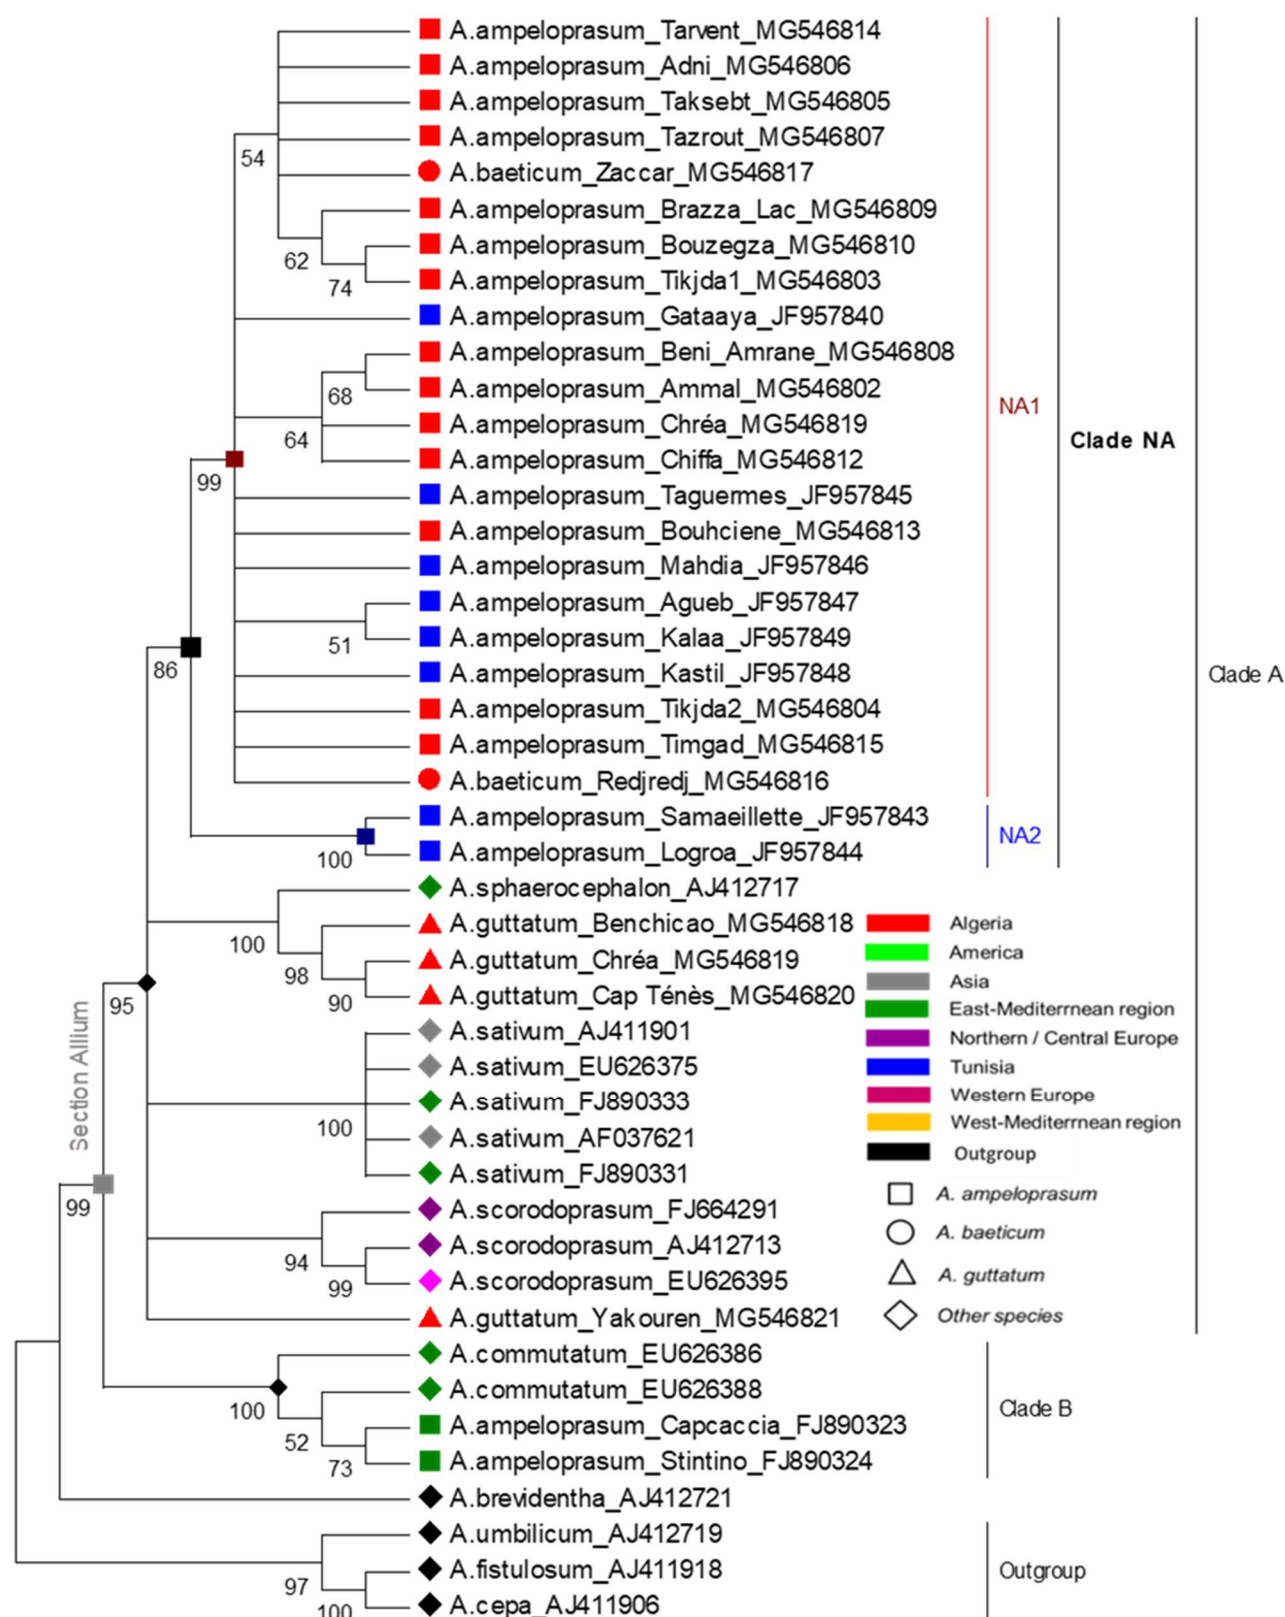 A.ampeloprasum_Tarvent_MG546814
A.ampeloprasum_Adni_MG546806
A.ampeloprasum_Taksebt_MG546805
A.ampeloprasum_Tazrout_MG546807
54
A.baeticum_Zaccar_MG546817
A.ampeloprasum_Brazza_Lac_MG546809
A.ampeloprasum_Bouzegza_MG546810
62
A.ampeloprasum_Tikjda1_MG546803
74
A.ampeloprasum_Gataaya_JF957840
A.ampeloprasum_Beni_Amrane_MG546808
A.ampeloprasum_Ammal_MG546802
68
NA1
A.ampeloprasum_Chréa_MG546819
64
Clade NA
A.ampeloprasum_Chiffa_MG546812
99
A.ampeloprasum_Taguermes_JF957845
A.ampeloprasum_Bouhciene_MG546813
A.ampeloprasum_Mahdia_JF957846
A.ampeloprasum_Agueb_JF957847
A.ampeloprasum_Kalaa_JF957849
51
86
A.ampeloprasum_Kastil_JF957848
Clade A
A.ampeloprasum_Tikjda2_MG546804
A.ampeloprasum_Timgad_MG546815
A.baeticum_Redjredj_MG546816
A.ampeloprasum_Samaeillette_JF957843
NA2
A.ampeloprasum_Logroa_JF957844
100
A.sphaerocephalon_AJ412717
A.guttatum_Benchicao_MG546818
100
A.guttatum_Chréa_MG546819
98
A.guttatum_Cap Ténès_MG546820
90
95
Section Allium
A.sativum_AJ411901
A.sativum_EU626375
A.sativum_FJ890333
100
A.sativum_AF037621
A.sativum_FJ890331
99
A.scorodoprasum_FJ664291
A.scorodoprasum_AJ412713
94
A.scorodoprasum_EU626395
99
A.guttatum_Yakouren_MG546821
Algeria
America
Asia
East-Mediterrnean region
Northern / Central Europe
Tunisia
Western Europe
West-Mediterrnean region
Outgroup
A. ampeloprasum
A. baeticum
A. guttatum
Other species
A.commutatum_EU626386
A.commutatum_EU626388
100
Clade B
A.ampeloprasum_Capcaccia_FJ890323
52
A.ampeloprasum_Stintino_FJ890324
73
A.brevidentha_AJ412721
A.umbilicum_AJ412719
A.fistulosum_AJ411918
Outgroup
97
A.cepa_AJ411906
100